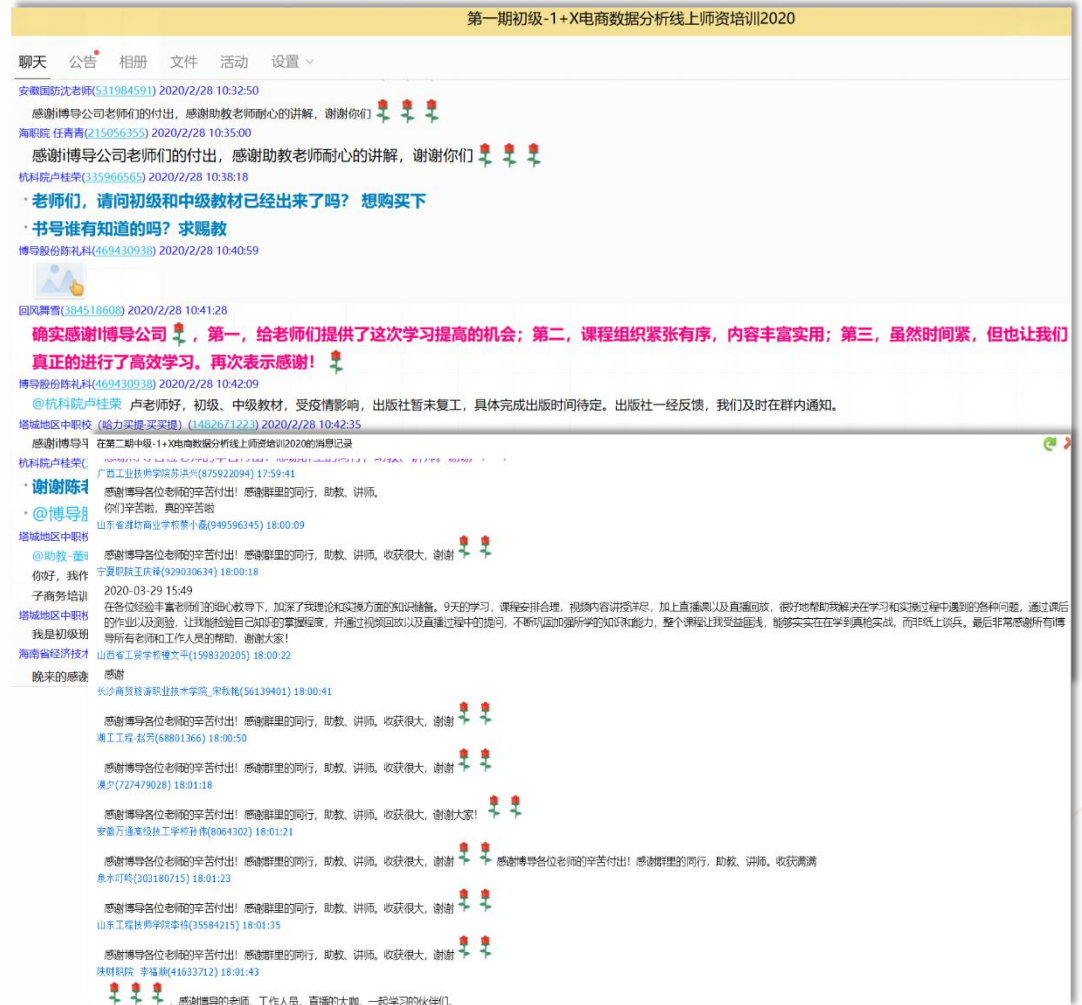 第一期初级-1+X电商数据分析线上师资培训2020
聊天 公告 相册 文件 活动 设置
安徽国防沈老师(531984591) 2020/2/28 10:32:50
感谢i博导公司老师们的付出，感谢助教老师耐心的讲解，谢谢你们
海职院 任青青(215056355) 2020/2/28 10:35:00
感谢i博导公司老师们的付出，感谢助教老师耐心的讲解，谢谢你们
杭科院卢桂荣(335966565) 2020/2/28 10:38:18
·老师们，请问初级和中级教材已经出来了吗？ 想购买下
·书号谁有知道的吗？求赐教
博导股份陈礼科(469430938) 2020/2/28 10:40:59
回风舞雪(384518608) 2020/2/28 10:41:28
确实感谢I博导公司，第一，给老师们提供了这次学习提高的机会；第二，课程组织紧张有序，内容丰富实用；第三，虽然时间紧，但也让我们
真正的进行了高效学习。再次表示感谢！
博导股份陈礼科(469430938) 2020/2/28 10:42:09
@杭科院卢桂荣 卢老师好，初级、中级教材，受疫情影响，出版社暂未复工，具体完成出版时间待定。出版社一经反馈，我们及时在群内通知。
塔城地区中职校（哈力买提·买买提）(1482671223) 2020/2/28 10:42:35
感谢i博导平
杭科院卢桂荣(
·谢谢陈老
·@博导股
塔城地区中职校
@助教-董
你好，我作
子商务培训
塔城地区中职校
我是初级班
海南省经济技术
晚来的感谢
在第二期中级-1+X电商数据分析线上师资培训2020的消息记录
广西工业技师学院苏洪兴(875922094) 17:59:41
感谢博导各位老师的辛苦付出！感谢群里的同行，助教、讲师。
你们辛苦啦，真的辛苦啦
山东省潍坊商业学校蔡小磊(949596345) 18:00:09
感谢博导各位老师的辛苦付出！感谢群里的同行，助教、讲师。收获很大，谢谢
宁夏职院王庆锋(929030634) 18:00:18
2020-03-29 15:49
在各位经验丰富老师们的细心教导下，加深了我理论和实操方面的知识储备。9天的学习，课程安排合理，视频内容讲授详尽，加上直播课以及直播回放，很好地帮助我解决在学习和实操过程中遇到的各种问题，通过课后
的作业以及测验，让我能检验自己知识的掌握程度，并通过视频回放以及直播过程中的提问，不断巩固加强所学的知识和能力，整个课程让我受益匪浅，能够实实在在学到真枪实战，而非纸上谈兵。最后非常感谢所有i博
导所有老师和工作人员的帮助，谢谢大家！
山西省工贸学校檀文平(1598320205) 18:00:22
感谢
长沙商贸旅游职业技术学院_宋秋艳(56139401) 18:00:41
感谢博导各位老师的辛苦付出！感谢群里的同行，助教、讲师。收获很大，谢谢
湖工工程-赵芳(68801366) 18:00:50
感谢博导各位老师的辛苦付出！感谢群里的同行，助教、讲师。收获很大，谢谢
漠夕(727479028) 18:01:18
感谢博导各位老师的辛苦付出！感谢群里的同行，助教、讲师。收获很大，谢谢大家！
安徽万通高级技工学校孙伟(8064302) 18:01:21
感谢博导各位老师的辛苦付出！感谢群里的同行，助教、讲师。收获很大，谢谢 感谢博导各位老师的辛苦付出！感谢群里的同行，助教、讲师。收获满满
泉水叮咚(303180715) 18:01:23
感谢博导各位老师的辛苦付出！感谢群里的同行，助教、讲师。收获很大，谢谢
山东工程技师学院李栋(35584215) 18:01:35
感谢博导各位老师的辛苦付出！感谢群里的同行，助教、讲师。收获很大，谢谢
陕财职院 李福顺(41633712) 18:01:43
，感谢博导的老师、工作人员、直播的大咖、一起学习的伙伴们。